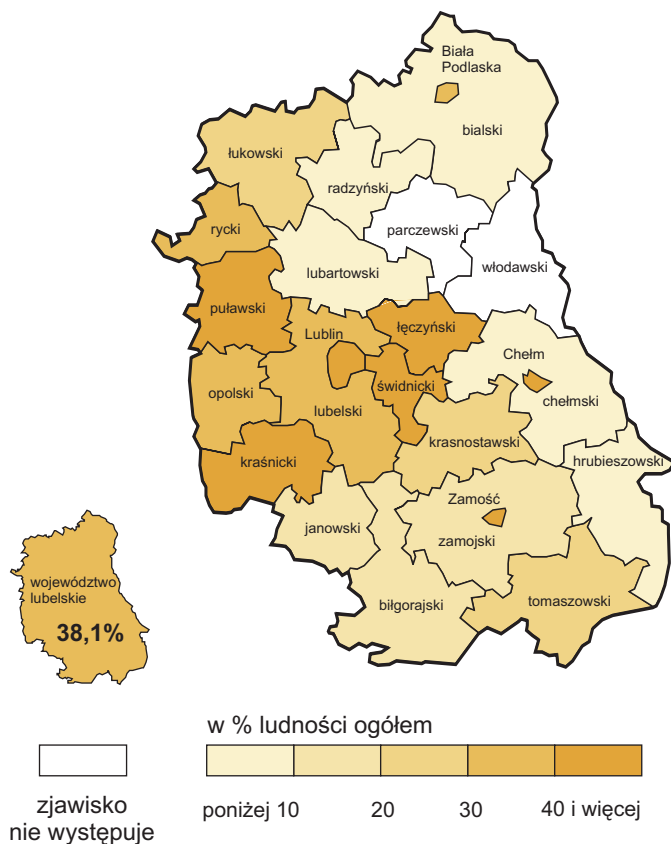 Biała
Podlaska
bialski
łukowski
radzyński
rycki
parczewski
włodawski
lubartowski
puławski
Lublin
łęczyński
Chełm
świdnicki
opolski
lubelski
chełmski
krasnostawski
kraśnicki
hrubieszowski
Zamość
janowski
zamojski
biłgorajski
tomaszowski
województwo
lubelskie
38,1%
w % ludności ogółem
zjawisko
nie występuje
poniżej 10 20 30 40 i więcej